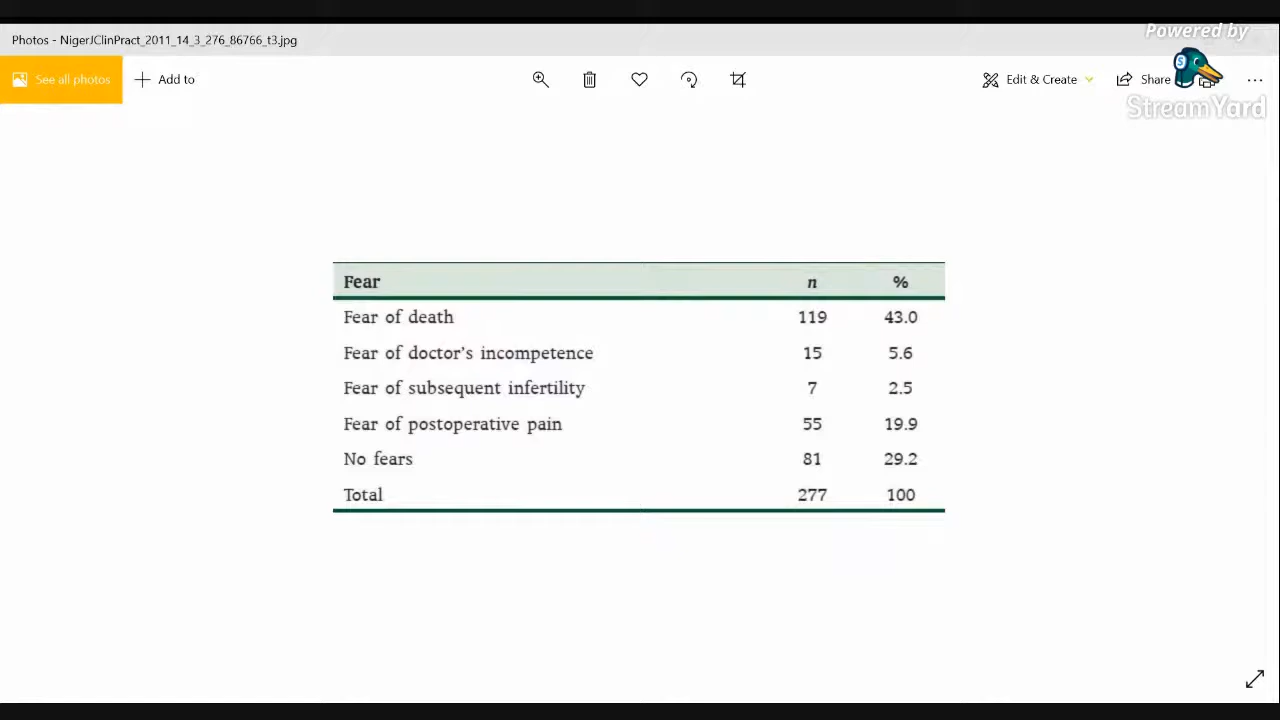 Powered by
Photos - NigerJClinPract_2011_14_3_276_86766_t3.jpg
See all photos Add to Edit & Create Share
StreamYard
Fear n %
Fear of death 119 43.0
Fear of doctor's incompetence 15 5.6
Fear of subsequent infertility 7 2.5
Fear of postoperative pain 55 19.9
No fears 81 29.2
Total 277 100